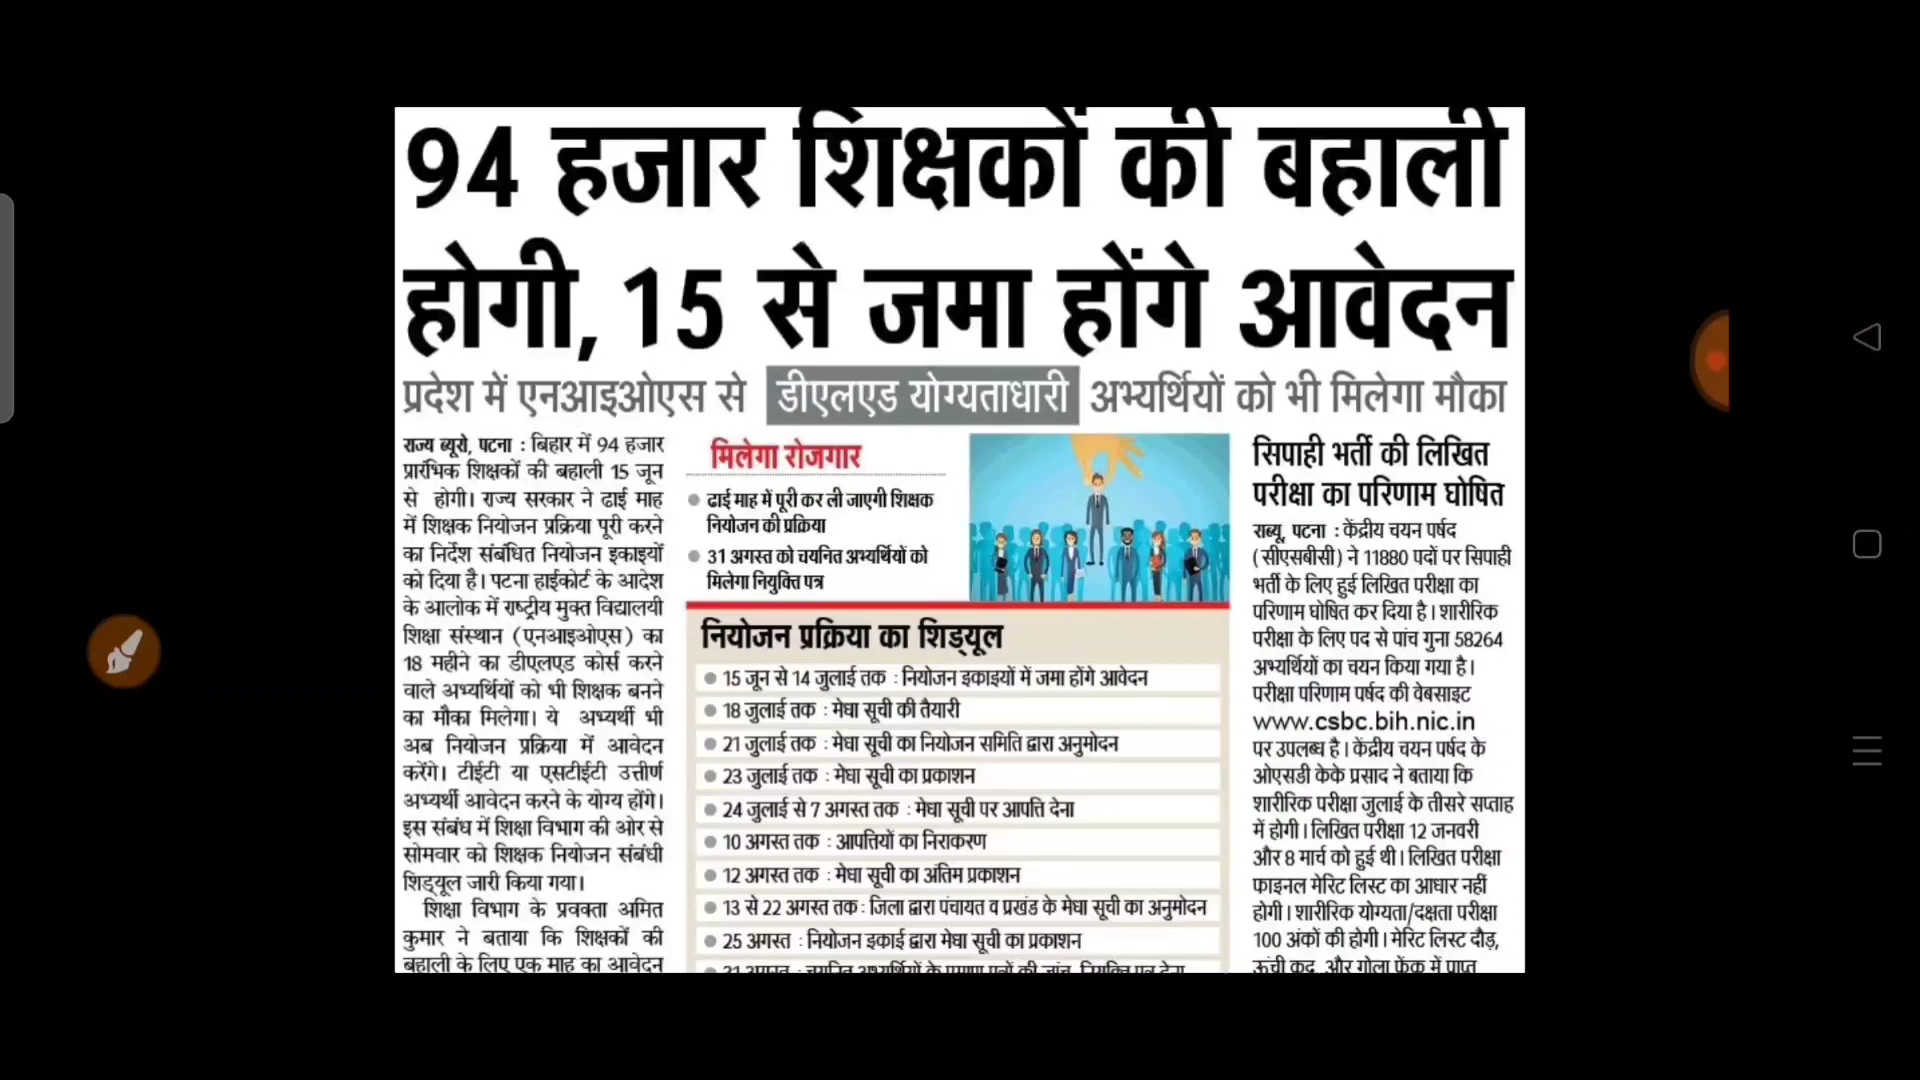 94 हजार शिक्षकों की बहाली
होगी, 15 से जमा होंगे आवेदन
प्रदेश में एनआइओएस से डीएलएड योग्यताधारी अभ्यर्थियों को भी मिलेगा मौका
राज्य ब्यूरो, पटना : बिहार में 94 हजार
प्रारंभिक शिक्षकों की बहाली 15 जून
से होगी। राज्य सरकार ने ढाई माह
में शिक्षक नियोजन प्रक्रिया पूरी करने
का निर्देश संबंधित नियोजन इकाइयों
को दिया है। पटना हाईकोर्ट के आदेश
के आलोक में राष्ट्रीय मुक्त विद्यालयी
शिक्षा संस्थान (एनआइओएस) का
18 महीने का डीएलएड कोर्स करने
वाले अभ्यर्थियों को भी शिक्षक बनने
का मौका मिलेगा। ये अभ्यर्थी भी
अब नियोजन प्रक्रिया में आवेदन
करेंगे। टीईटी या एसटीईटी उत्तीर्ण
अभ्यर्थी आवेदन करने के योग्य होंगे।
इस संबंध में शिक्षा विभाग की ओर से
सोमवार को शिक्षक नियोजन संबंधी
शिड्यूल जारी किया गया।
शिक्षा विभाग के प्रवक्ता अमित
कुमार ने बताया कि शिक्षकों की
बहाली के लिए एक माह का आवेदन
मिलेगा रोजगार
ढाई माह में पूरी कर ली जाएगी शिक्षक
नियोजन की प्रक्रिया
31 अगस्त को चयनित अभ्यर्थियों को
मिलेगा नियुक्ति पत्र
नियोजन प्रक्रिया का शिड्यूल
15 जून से 14 जुलाई तक : नियोजन इकाइयों में जमा होंगे आवेदन
18 जुलाई तक : मेधा सूची की तैयारी
21 जुलाई तक : मेधा सूची का नियोजन समिति द्वारा अनुमोदन
23 जुलाई तक : मेधा सूची का प्रकाशन
24 जुलाई से 7 अगस्त तक : मेधा सूची पर आपत्ति देना
10 अगस्त तक : आपत्तियों का निराकरण
12 अगस्त तक : मेधा सूची का अंतिम प्रकाशन
13 से 22 अगस्त तक : जिला द्वारा पंचायत व प्रखंड के मेधा सूची का अनुमोदन
25 अगस्त : नियोजन इकाई द्वारा मेधा सूची का प्रकाशन
31 अगस्त : चयनित अभ्यर्थियों के प्रमाण पत्रों की जांच, नियुक्ति पत्र देना
सिपाही भर्ती की लिखित
परीक्षा का परिणाम घोषित
राब्यू, पटना : केंद्रीय चयन पर्षद
(सीएसबीसी) ने 11880 पदों पर सिपाही
भर्ती के लिए हुई लिखित परीक्षा का
परिणाम घोषित कर दिया है। शारीरिक
परीक्षा के लिए पद से पांच गुना 58264
अभ्यर्थियों का चयन किया गया है।
परीक्षा परिणाम पर्षद की वेबसाइट
www.csbc.bih.nic.in
पर उपलब्ध है। केंद्रीय चयन पर्षद के
ओएसडी केके प्रसाद ने बताया कि
शारीरिक परीक्षा जुलाई के तीसरे सप्ताह
में होगी। लिखित परीक्षा 12 जनवरी
और 8 मार्च को हुई थी। लिखित परीक्षा
फाइनल मेरिट लिस्ट का आधार नहीं
होगी। शारीरिक योग्यता/दक्षता परीक्षा
100 अंकों की होगी। मेरिट लिस्ट दौड़,
ऊंची कूद, और गोला फेंक में प्राप्त